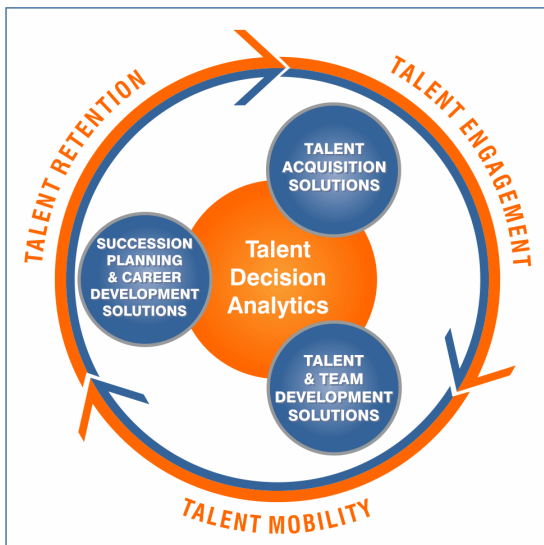 TALENT RETENTION
TALENT ENGAGEMENT
TALENT
ACQUISITION
SOLUTIONS
SUCCESSION
PLANNING
& CAREER
DEVELOPMENT
SOLUTIONS
Talent
Decision
Analytics
TALENT
& TEAM
DEVELOPMENT
SOLUTIONS
TALENT MOBILITY